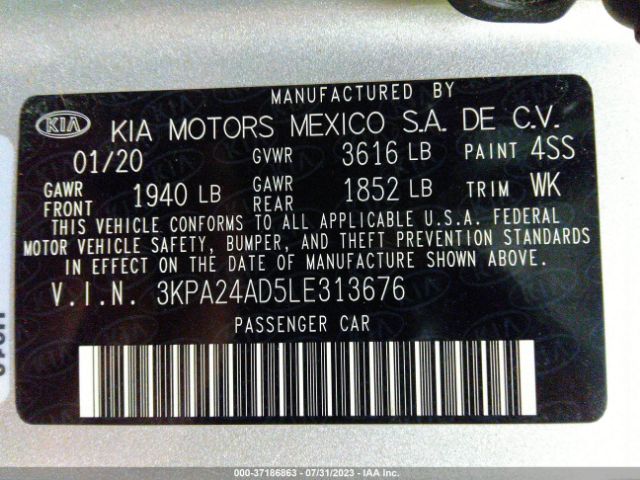 MANUFACTURED BY
KIA KIA MOTORS MEXICO S.A. DE C.V.
01/20 GVWR 3616 LB PAINT 4SS
GAWR FRONT 1940 LB GAWR REAR 1852 LB TRIM WK
THIS VEHICLE CONFORMS TO ALL APPLICABLE U.S.A. FEDERAL
MOTOR VEHICLE SAFETY, BUMPER, AND THEFT PREVENTION STANDARDS
IN EFFECT ON THE DATE OF MANUFACTURE SHOWN ABOVE.
V.I.N. 3KPA24AD5LE313676
PASSENGER CAR
000-37186863 - 07/31/2023 - IAA Inc.